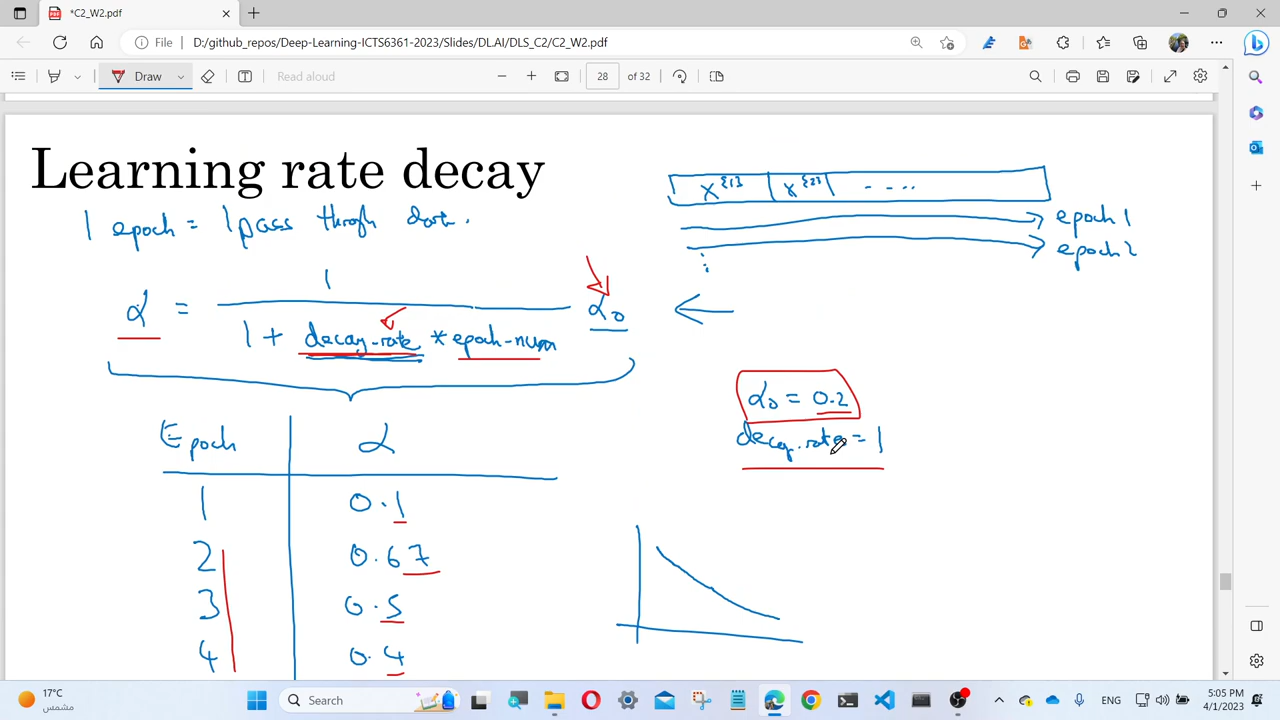 *C2_W2.pdf
File D:/github_repos/Deep-Learning-ICTS6361-2023/Slides/DL.AI/DLS_C2/C2_W2.pdf
Draw Read aloud 28 of 32
Learning rate decay
1 epoch = 1 pass throgh dat.
X{1} X{2} ....
epoch 1
epoch 2
α = 1 / (1 + decay-rate * epoch-num) α0
α0 = 0.2
decay.rate = 1
Epoch α
1 0.1
2 0.67
3 0.5
4 0.4
17°C
مشمس
Search
ENG
5:05 PM
4/1/2023